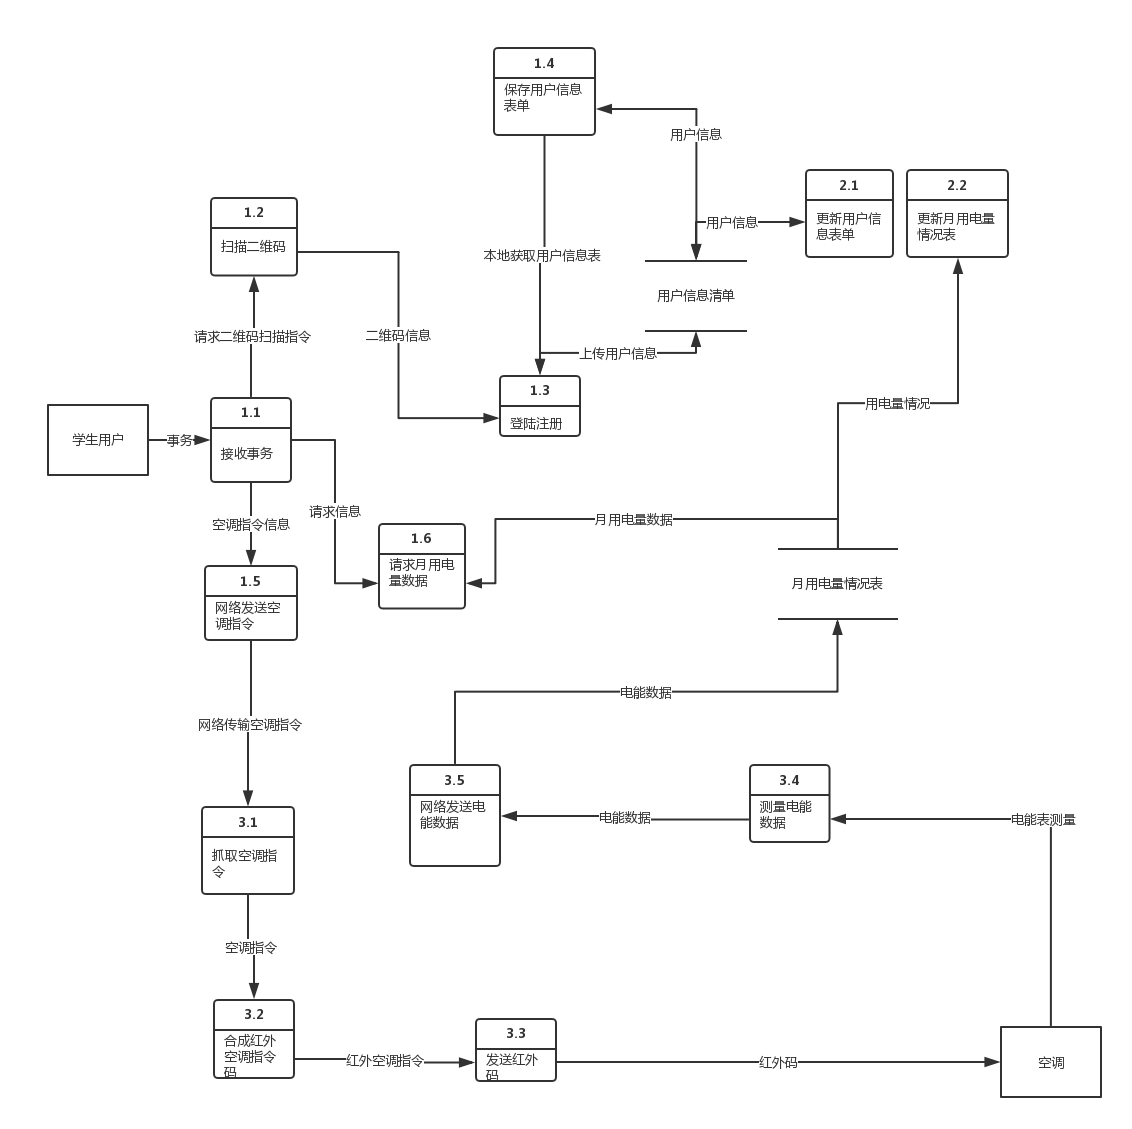 1.4
保存用户信息
表单
用户信息
2.1
更新用户信
息表单
2.2
更新月用电量
情况表
1.2
扫描二维码
用户信息
本地获取用户信息表
用户信息清单
请求二维码扫描指令
二维码信息
上传用户信息
1.3
登陆注册
1.1
接收事务
学生用户
事务
用电量情况
空调指令信息
请求信息
月用电量数据
1.6
请求月用电
量数据
1.5
网络发送空
调指令
月用电量情况表
电能数据
网络传输空调指令
3.5
网络发送电
能数据
电能数据
3.4
测量电能
数据
电能表测量
3.1
抓取空调指
令
空调指令
3.2
合成红外
空调指令
码
红外空调指令
3.3
发送红外
码
红外码
空调